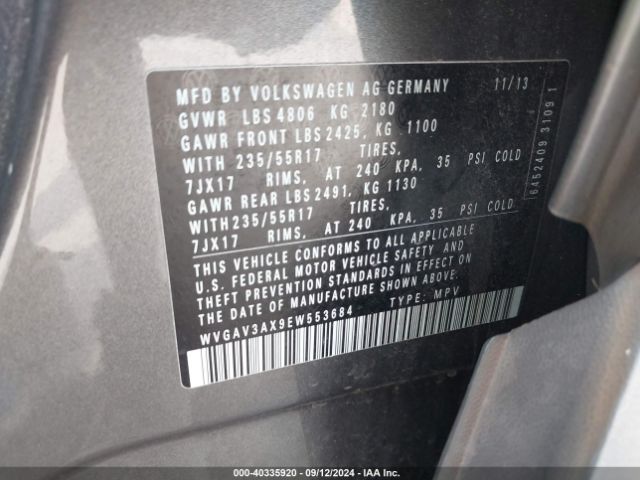 MFD BY VOLKSWAGEN AG GERMANY 11/13
GVWR LBS 4806 KG 2180
GAWR FRONT LBS 2425, KG 1100
WITH 235/55R17 TIRES,
7JX17 RIMS, AT 240 KPA, 35 PSI COLD
GAWR REAR LBS 2491, KG 1130
WITH 235/55R17 TIRES,
7JX17 RIMS, AT 240 KPA, 35 PSI COLD
THIS VEHICLE CONFORMS TO ALL APPLICABLE
U.S. FEDERAL MOTOR VEHICLE SAFETY AND
THEFT PREVENTION STANDARDS IN EFFECT ON
THE DATE OF MANUFACTURE SHOWN ABOVE.
WVGAV3AX9EW553684 TYPE: MPV
6452409 3109 1
000-40335920 - 09/12/2024 - IAA Inc.